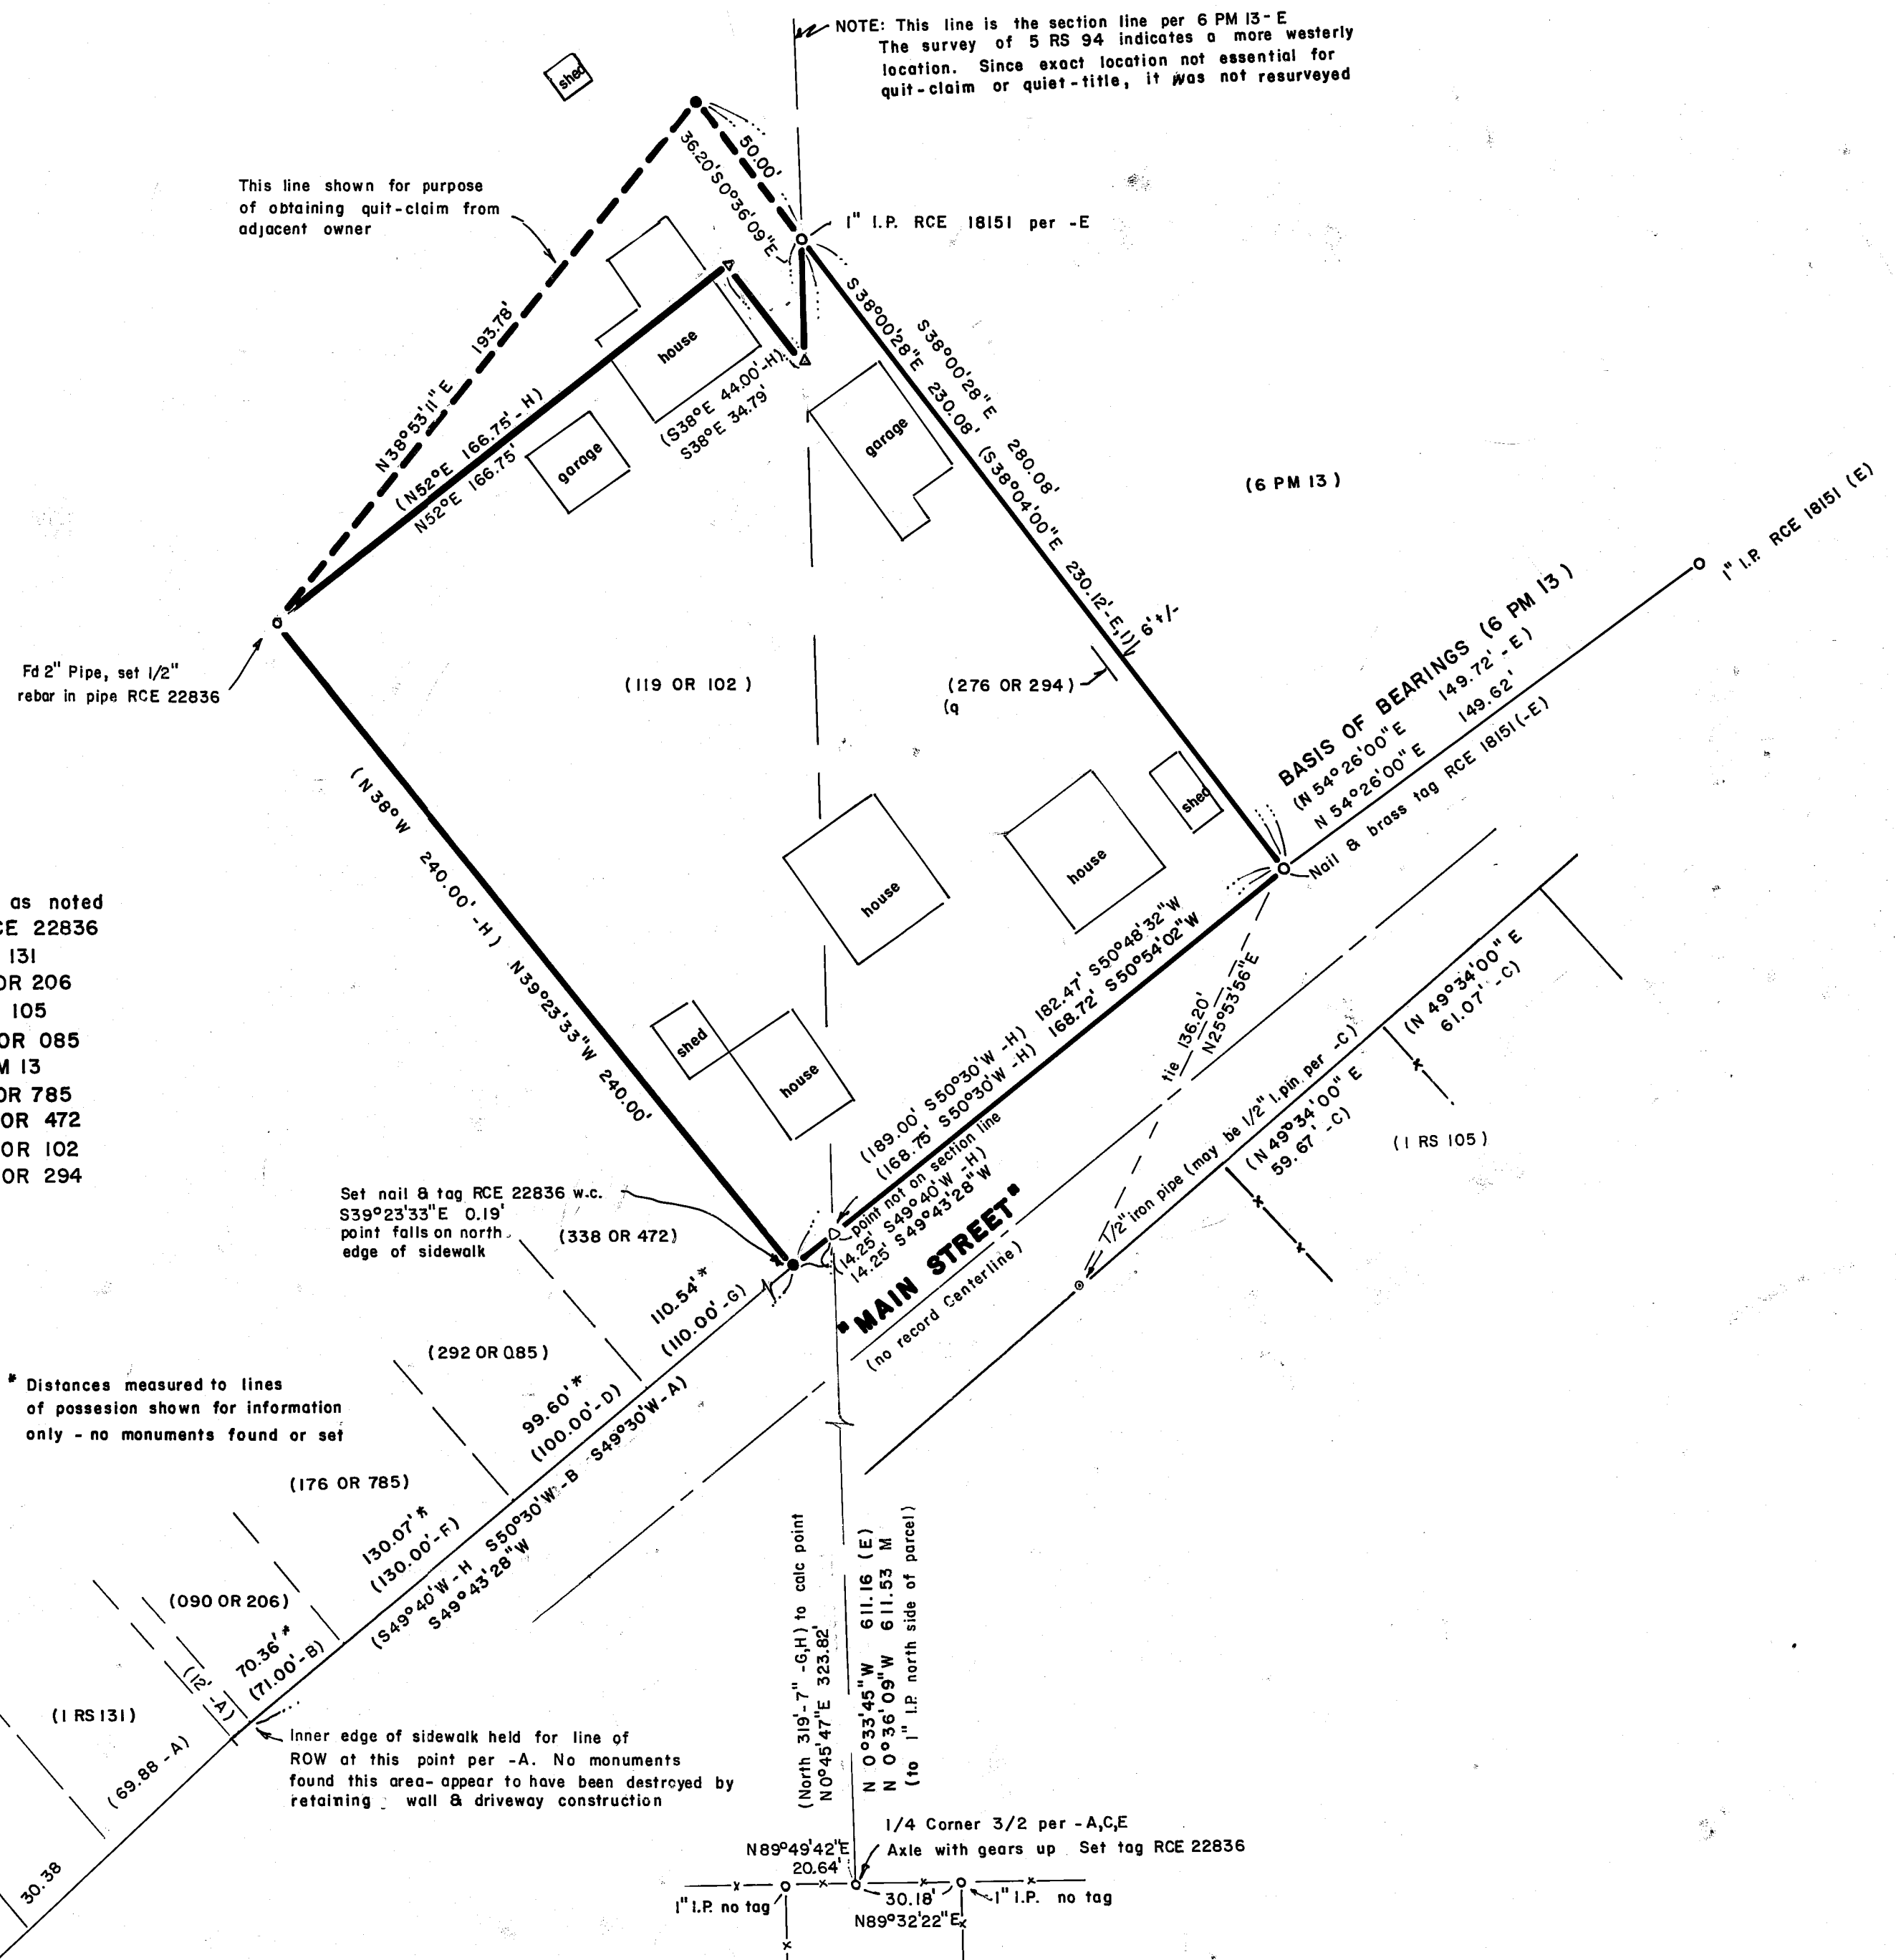 NOTE: This line is the section line per 6 PM 13-E
The survey of 5 RS 94 indicates a more westerly
location. Since exact location not essential for
quit-claim or quiet-title, it was not resurveyed
shed
50.00'
36.20' S0°36'09"E
This line shown for purpose
of obtaining quit-claim from
adjacent owner
1" I.P. RCE 18151 per -E
193.78'
N38°53'11"E
(N52°E 166.75'-H)
N52°E 166.75'
house
garage
(S38°E 44.00'-H)
S38°E 34.79'
garage
S38°00'28"E 280.08'
S38°00'28"E 230.08' (S38°04'00"E 230.12'-E,I)
6'+/-
(6 PM 13)
1" I.P. RCE 18151 (E)
BASIS OF BEARINGS (6 PM 13)
(N 54°26'00"E 149.72'-E)
N 54°26'00"E 149.62'
Nail & brass tag RCE 18151(-E)
Fd 2" Pipe, set 1/2"
rebar in pipe RCE 22836
(119 OR 102)
(276 OR 294)
(q
(N38°W 240.00'-H) N39°23'33"W 240.00'
shed
house
house
shed
house
as noted
CE 22836
131
OR 206
105
OR 085
M 13
OR 785
OR 472
OR 102
OR 294
(189.00' S50°30'W -H) 182.47' S50°48'32"W
(168.75' S50°30'W -H) 168.72' S50°54'02"W
point not on section line
(14.25' S49°40'W -H)
14.25' S49°43'28"W
tie 136.20'
N25°53'56"E
"MAIN STREET"
(no record Centerline)
1/2" iron pipe (may be 1/2" I.pin per -C)
(N 49°34'00" E
61.07' -C)
(N 49°34'00" E
59.67' -C)
(1 RS 105)
Set nail & tag RCE 22836 w.c.
S39°23'33"E 0.19'
point falls on north
edge of sidewalk
(338 OR 472)
110.54'*
(110.00'-G)
(292 OR 085)
99.60'*
(100.00'-D)
* Distances measured to lines
of possesion shown for information
only - no monuments found or set
(176 OR 785)
130.07'*
(130.00'-F)
(S49°40'W-H S50°30'W-B S49°30'W-A)
S49°43'28"W
(090 OR 206)
70.36'*
(71.00'-B)
(12' -A)
(1 RS 131)
(69.88 -A)
30.38
Inner edge of sidewalk held for line of
ROW at this point per -A. No monuments
found this area- appear to have been destroyed by
retaining wall & driveway construction
(North 319'-7" -G,H) to calc point
N0°45'47"E 323.82'
N 0°33'45"W 611.16 (E)
N 0°36'09"W 611.53 M
(to 1" I.P. north side of parcel)
1/4 Corner 3/2 per -A,C,E
Axle with gears up Set tag RCE 22836
N89°49'42"E
20.64'
1" I.P. no tag
30.18'
N89°32'22"E
1" I.P. no tag